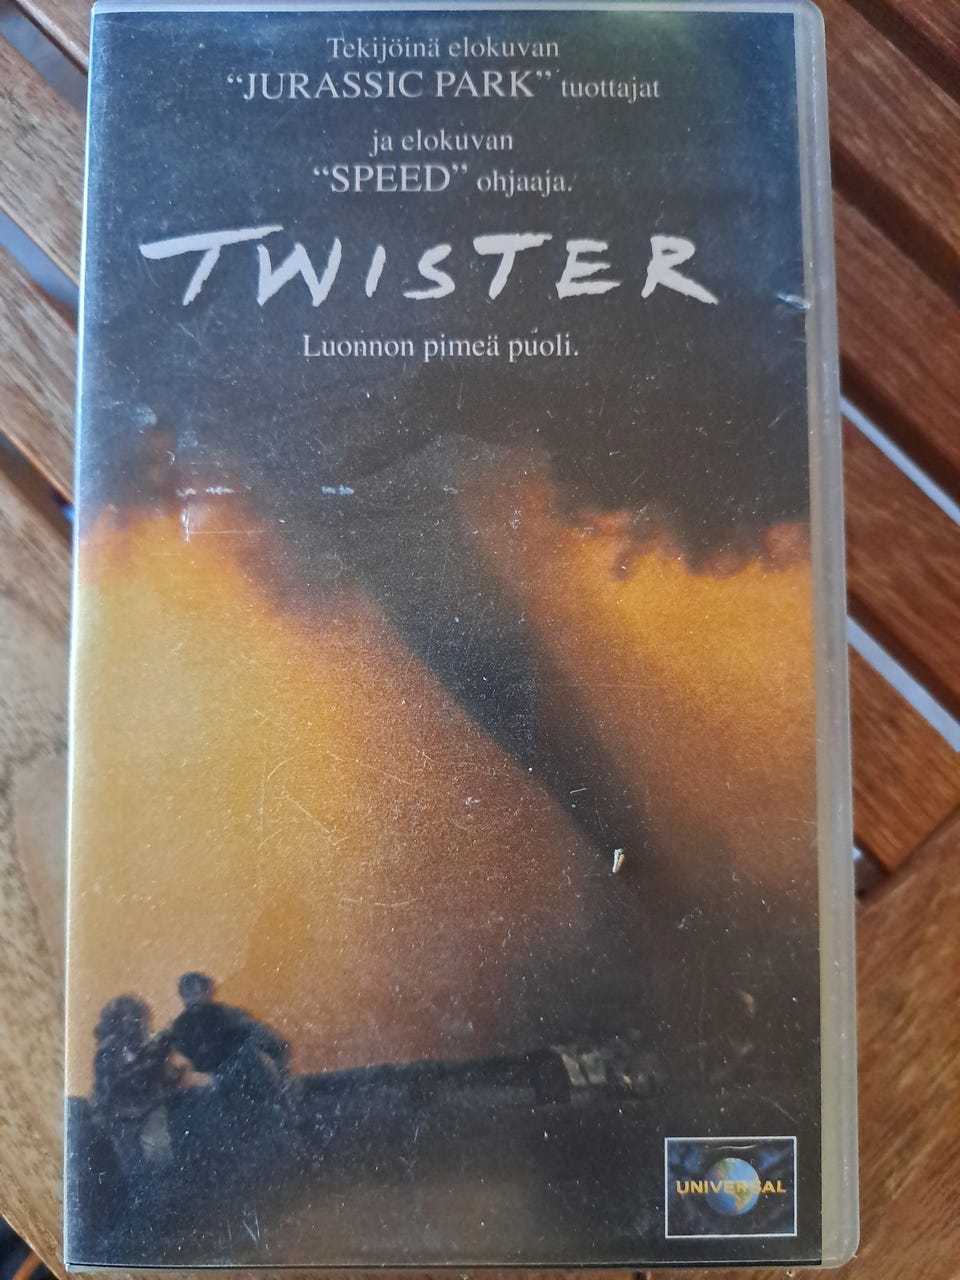 Tekijöinä elokuvan
“JURASSIC PARK” tuottajat
ja elokuvan
“SPEED” ohjaaja.
TWISTER
Luonnon pimeä puoli.
UNIVERSAL